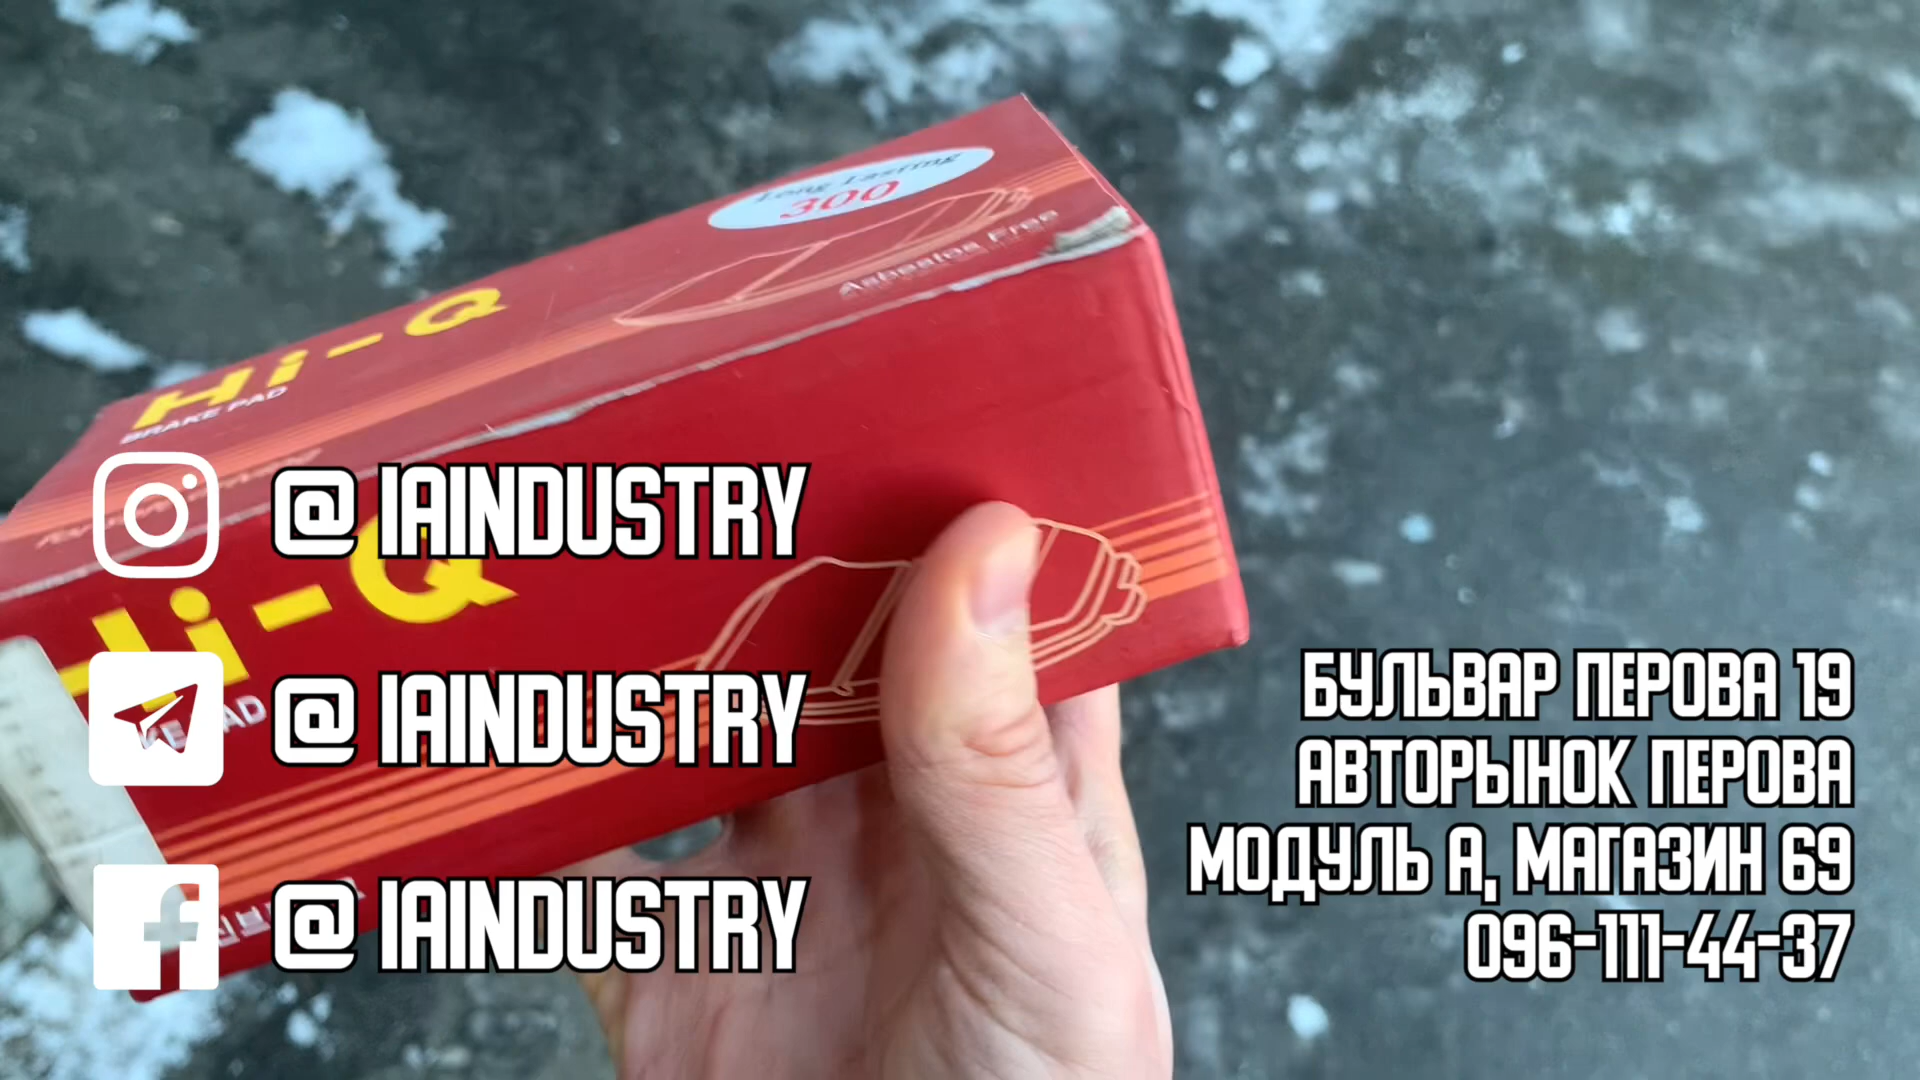 Long Lasting
300
Asbestos Free
Hi-Q
BRAKE PAD
@ IAINDUSTRY
Hi-Q
@ IAINDUSTRY
@ IAINDUSTRY
БУЛЬВАР ПЕРОВА 19
АВТОРЫНОК ПЕРОВА
МОДУЛЬ А, МАГАЗИН 69
096-111-44-37